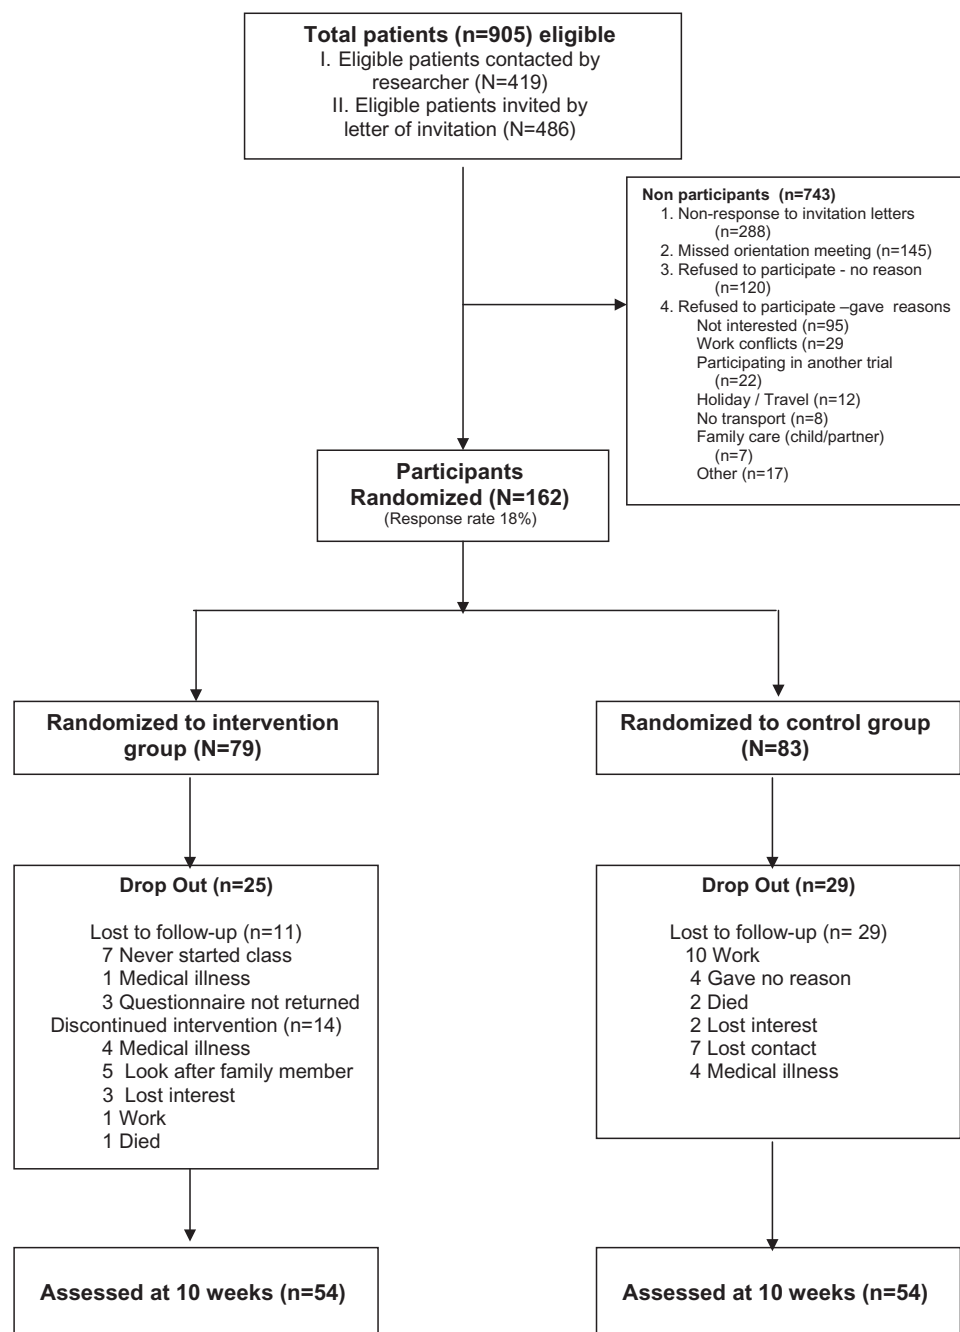 Total patients (n=905) eligible
I. Eligible patients contacted by
researcher (N=419)
II. Eligible patients invited by
letter of invitation (N=486)
Non participants (n=743)
1. Non-response to invitation letters
(n=288)
2. Missed orientation meeting (n=145)
3. Refused to participate - no reason
(n=120)
4. Refused to participate –gave reasons
Not interested (n=95)
Work conflicts (n=29
Participating in another trial
(n=22)
Holiday / Travel (n=12)
No transport (n=8)
Family care (child/partner)
(n=7)
Other (n=17)
Participants
Randomized (N=162)
(Response rate 18%)
Randomized to intervention
group (N=79)
Randomized to control group
(N=83)
Drop Out (n=25)
Lost to follow-up (n=11)
7 Never started class
1 Medical illness
3 Questionnaire not returned
Discontinued intervention (n=14)
4 Medical illness
5 Look after family member
3 Lost interest
1 Work
1 Died
Drop Out (n=29)
Lost to follow-up (n= 29)
10 Work
4 Gave no reason
2 Died
2 Lost interest
7 Lost contact
4 Medical illness
Assessed at 10 weeks (n=54)
Assessed at 10 weeks (n=54)